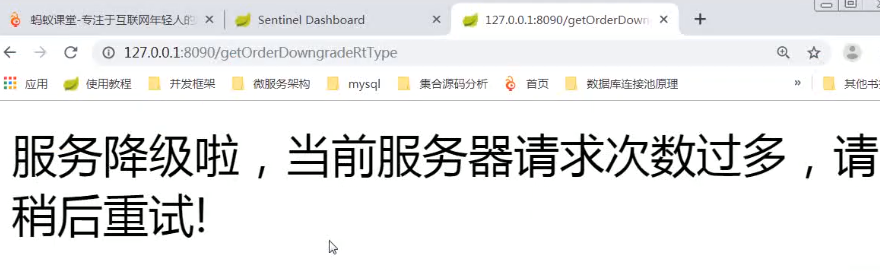 蚂蚁课堂-专注于互联网年轻人的
Sentinel Dashboard
127.0.0.1:8090/getOrderDown
127.0.0.1:8090/getOrderDowngradeRtType
应用 使用教程 开发框架 微服务架构 mysql 集合源码分析 首页 数据库连接池原理 » 其他书
服务降级啦，当前服务器请求次数过多，请
稍后重试!